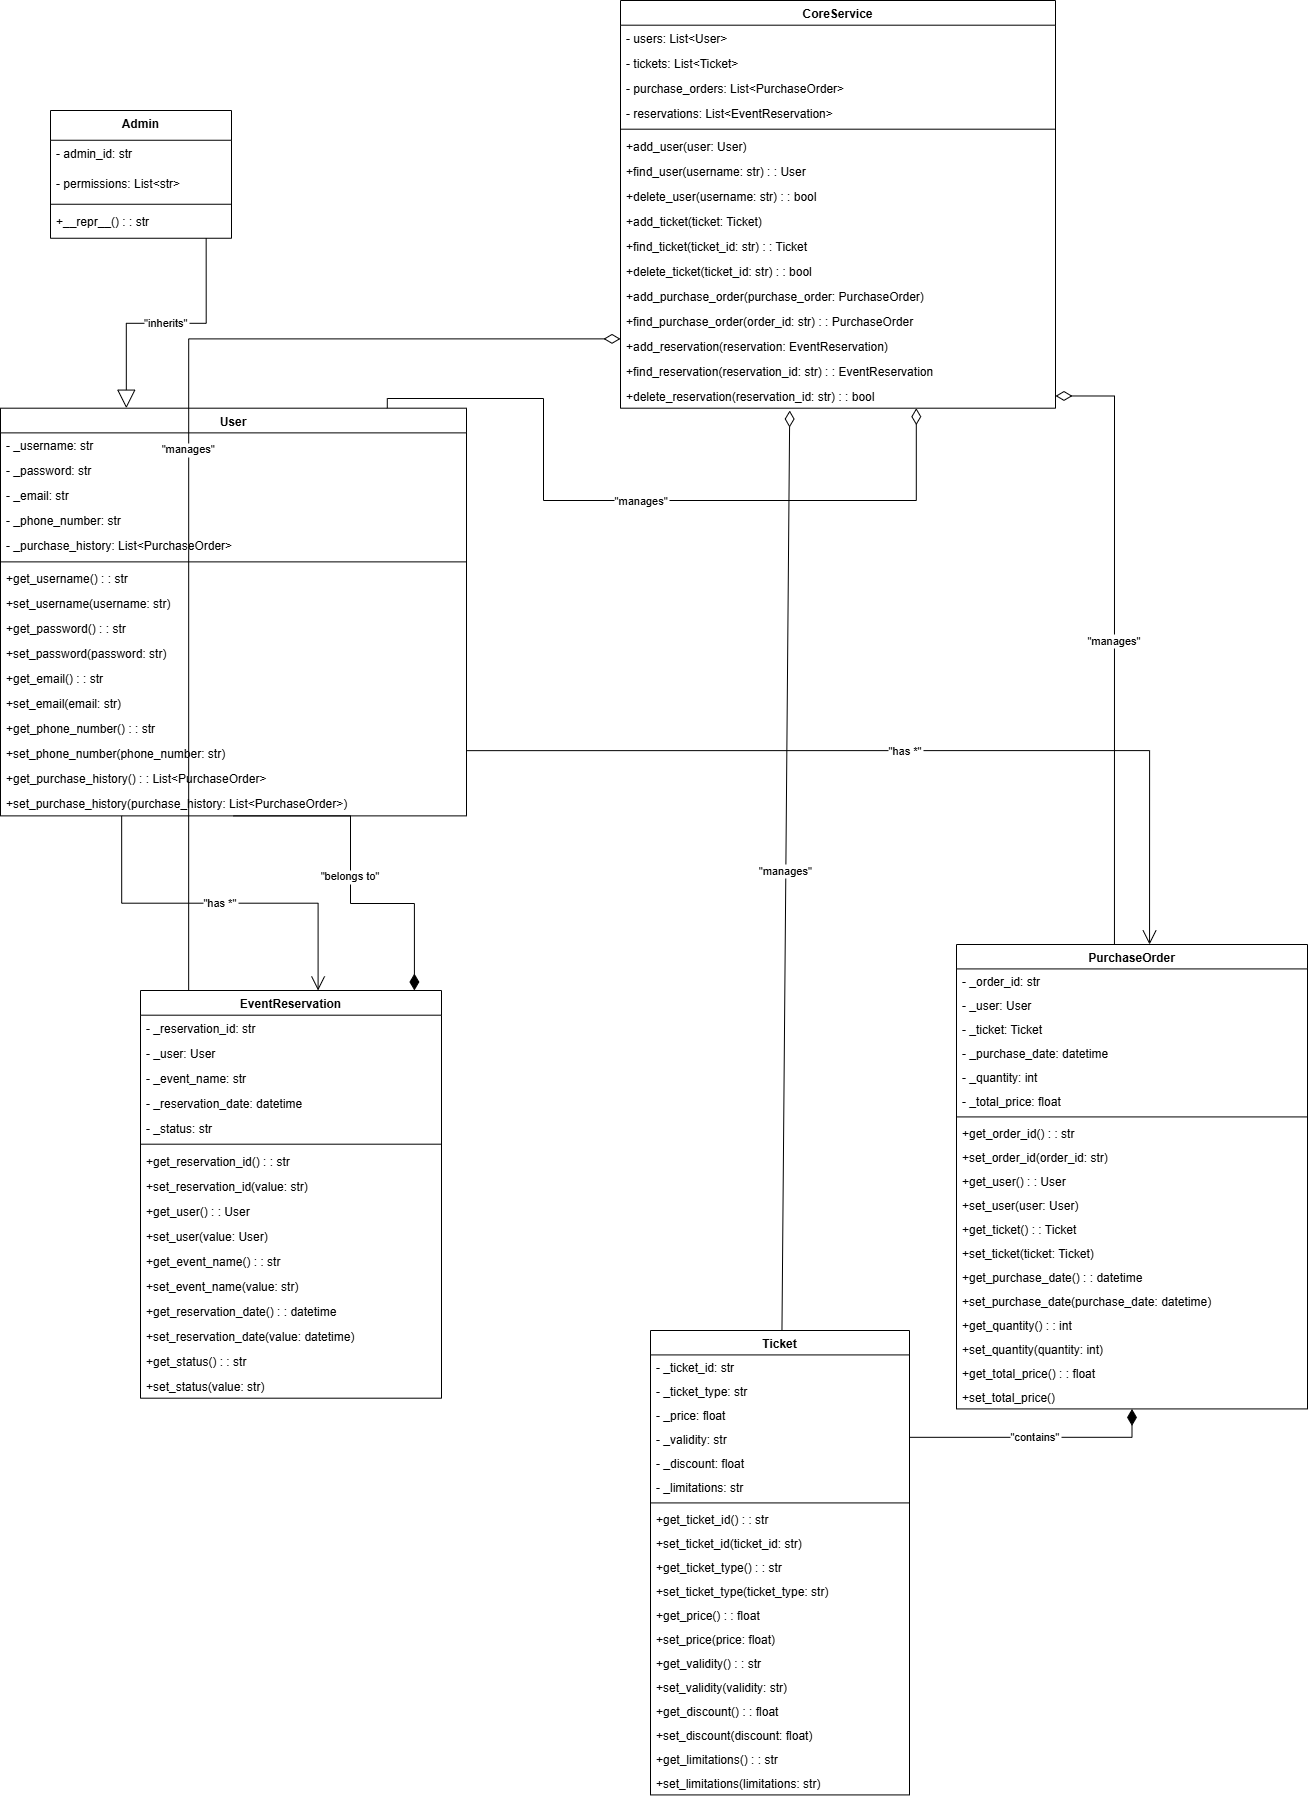 CoreService
- users: List<User>
- tickets: List<Ticket>
- purchase_orders: List<PurchaseOrder>
- reservations: List<EventReservation>
+add_user(user: User)
+find_user(username: str) : : User
+delete_user(username: str) : : bool
+add_ticket(ticket: Ticket)
+find_ticket(ticket_id: str) : : Ticket
+delete_ticket(ticket_id: str) : : bool
+add_purchase_order(purchase_order: PurchaseOrder)
+find_purchase_order(order_id: str) : : PurchaseOrder
+add_reservation(reservation: EventReservation)
+find_reservation(reservation_id: str) : : EventReservation
+delete_reservation(reservation_id: str) : : bool
Admin
- admin_id: str
- permissions: List<str>
+__repr__() : : str
"inherits"
User
- _username: str
- _password: str
- _email: str
- _phone_number: str
- _purchase_history: List<PurchaseOrder>
+get_username() : : str
+set_username(username: str)
+get_password() : : str
+set_password(password: str)
+get_email() : : str
+set_email(email: str)
+get_phone_number() : : str
+set_phone_number(phone_number: str)
+get_purchase_history() : : List<PurchaseOrder>
+set_purchase_history(purchase_history: List<PurchaseOrder>)
"manages"
"manages"
"manages"
"has *"
"manages"
"belongs to"
"has *"
EventReservation
- _reservation_id: str
- _user: User
- _event_name: str
- _reservation_date: datetime
- _status: str
+get_reservation_id() : : str
+set_reservation_id(value: str)
+get_user() : : User
+set_user(value: User)
+get_event_name() : : str
+set_event_name(value: str)
+get_reservation_date() : : datetime
+set_reservation_date(value: datetime)
+get_status() : : str
+set_status(value: str)
PurchaseOrder
- _order_id: str
- _user: User
- _ticket: Ticket
- _purchase_date: datetime
- _quantity: int
- _total_price: float
+get_order_id() : : str
+set_order_id(order_id: str)
+get_user() : : User
+set_user(user: User)
+get_ticket() : : Ticket
+set_ticket(ticket: Ticket)
+get_purchase_date() : : datetime
+set_purchase_date(purchase_date: datetime)
+get_quantity() : : int
+set_quantity(quantity: int)
+get_total_price() : : float
+set_total_price()
"contains"
Ticket
- _ticket_id: str
- _ticket_type: str
- _price: float
- _validity: str
- _discount: float
- _limitations: str
+get_ticket_id() : : str
+set_ticket_id(ticket_id: str)
+get_ticket_type() : : str
+set_ticket_type(ticket_type: str)
+get_price() : : float
+set_price(price: float)
+get_validity() : : str
+set_validity(validity: str)
+get_discount() : : float
+set_discount(discount: float)
+get_limitations() : : str
+set_limitations(limitations: str)